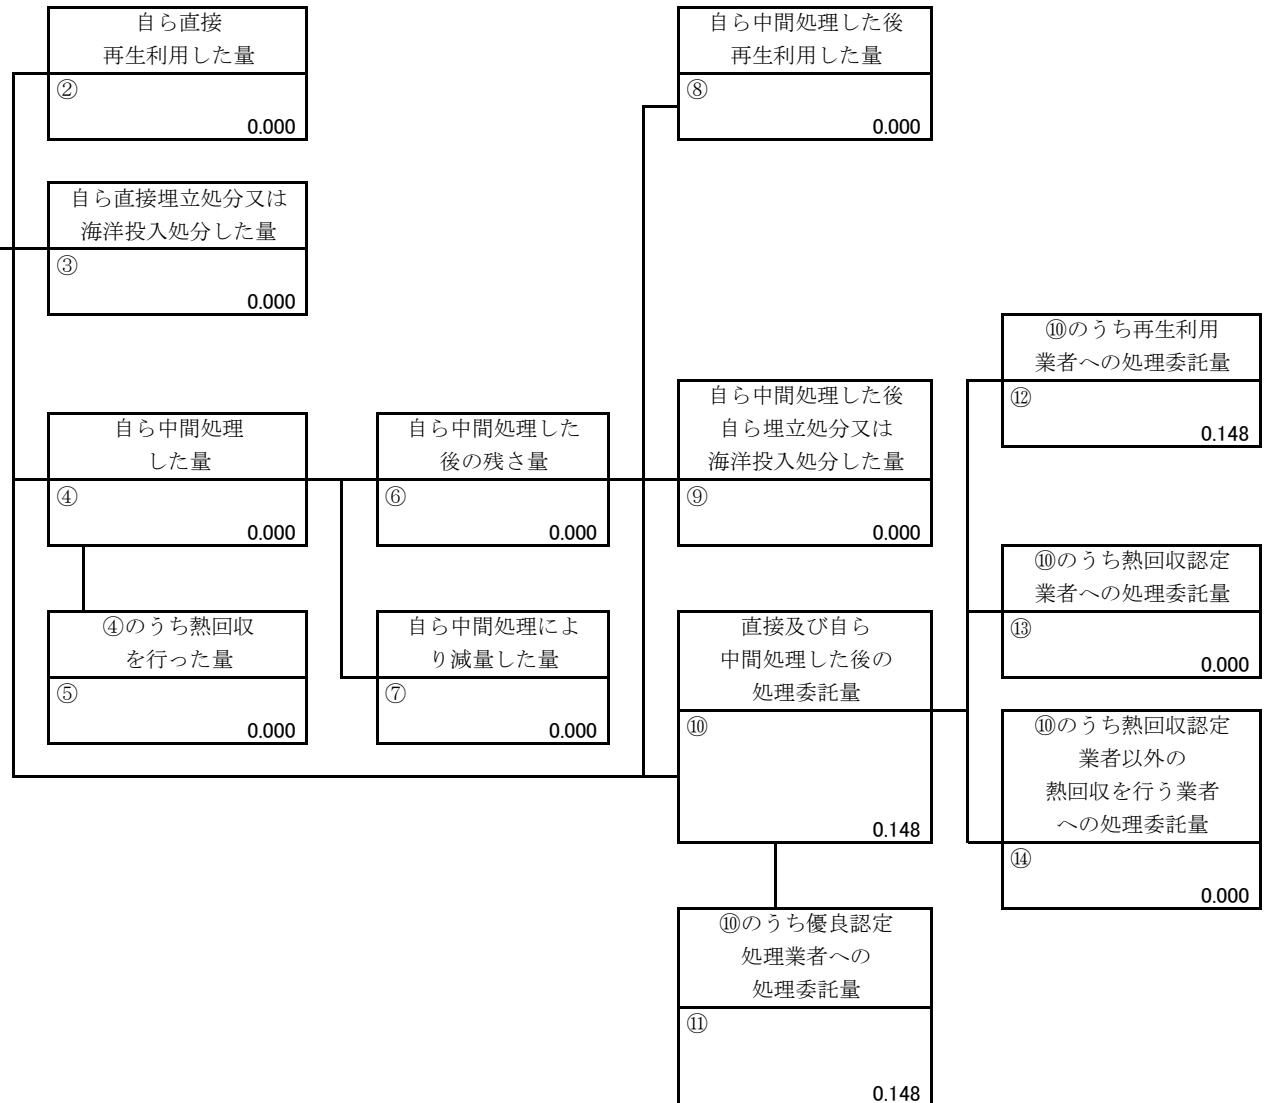 自ら直接
再生利用した量
②
0.000
自ら中間処理した後
再生利用した量
⑧
0.000
自ら直接埋立処分又は
海洋投入処分した量
③
0.000
⑩のうち再生利用
業者への処理委託量
⑫
0.148
自ら中間処理
した量
④
0.000
自ら中間処理した
後の残さ量
⑥
0.000
自ら中間処理した後
自ら埋立処分又は
海洋投入処分した量
⑨
0.000
⑩のうち熱回収認定
業者への処理委託量
⑬
0.000
④のうち熱回収
を行った量
⑤
0.000
自ら中間処理によ
り減量した量
⑦
0.000
直接及び自ら
中間処理した後の
処理委託量
⑩
0.148
⑩のうち熱回収認定
業者以外の
熱回収を行う業者
への処理委託量
⑭
0.000
⑩のうち優良認定
処理業者への
処理委託量
⑪
0.148